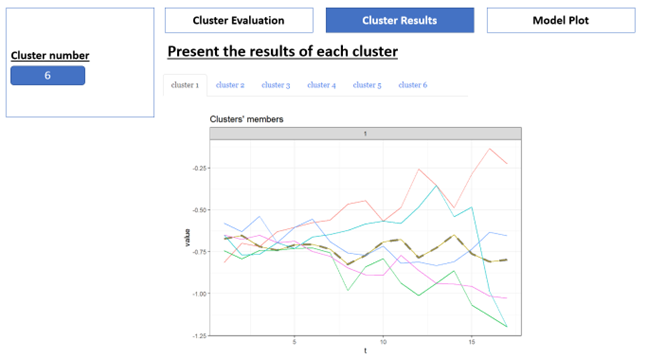 Cluster number
6
Cluster Evaluation
Cluster Results
Model Plot
Present the results of each cluster
cluster 1
cluster 2
cluster 3
cluster 4
cluster 5
cluster 6
Clusters' members
1
value
-0.25
-0.50
-0.75
-1.00
-1.25
5
10
15
t